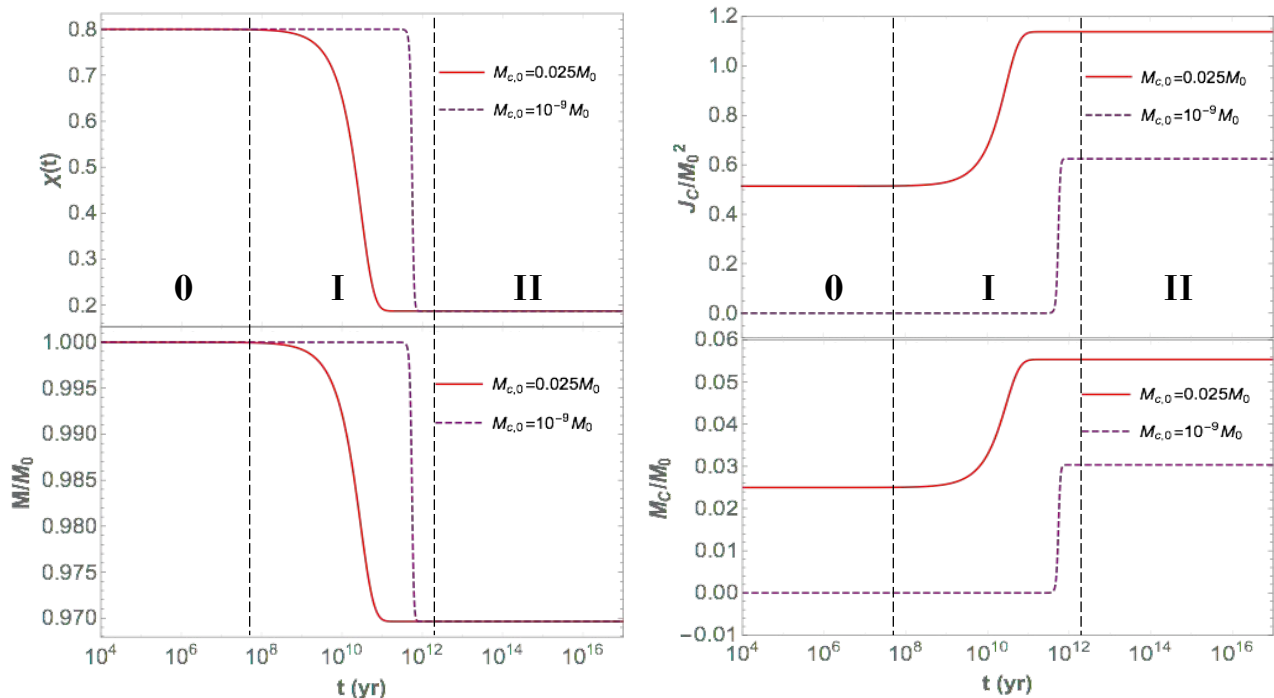 0.8
0.7
0.6
0.5
0.4
0.3
0.2
χ(t)
M_{c,0}=0.025M_0
M_{c,0}=10^{-9}M_0
0 I II
1.000
0.995
0.990
0.985
0.980
0.975
0.970
M/M_0
M_{c,0}=0.025M_0
M_{c,0}=10^{-9}M_0
10^4 10^6 10^8 10^{10} 10^{12} 10^{14} 10^{16}
t (yr)
1.2
1.0
0.8
0.6
0.4
0.2
0.0
J_C/M_0^2
M_{c,0}=0.025M_0
M_{c,0}=10^{-9}M_0
0 I II
0.06
0.05
0.04
0.03
0.02
0.01
0.00
−0.01
M_C/M_0
M_{c,0}=0.025M_0
M_{c,0}=10^{-9}M_0
10^4 10^6 10^8 10^{10} 10^{12} 10^{14} 10^{16}
t (yr)